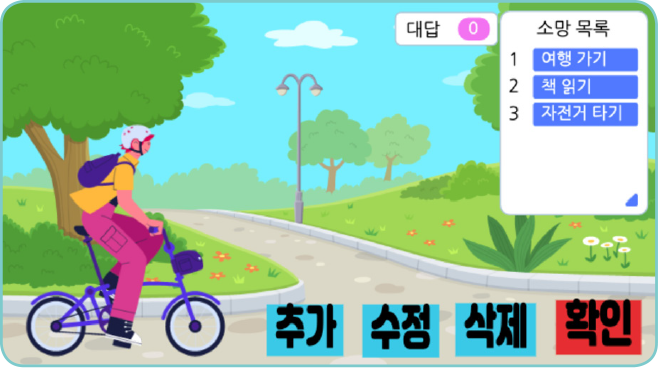 대답 0
소망 목록
1 여행 가기
2 책 읽기
3 자전거 타기
추가 수정 삭제 확인